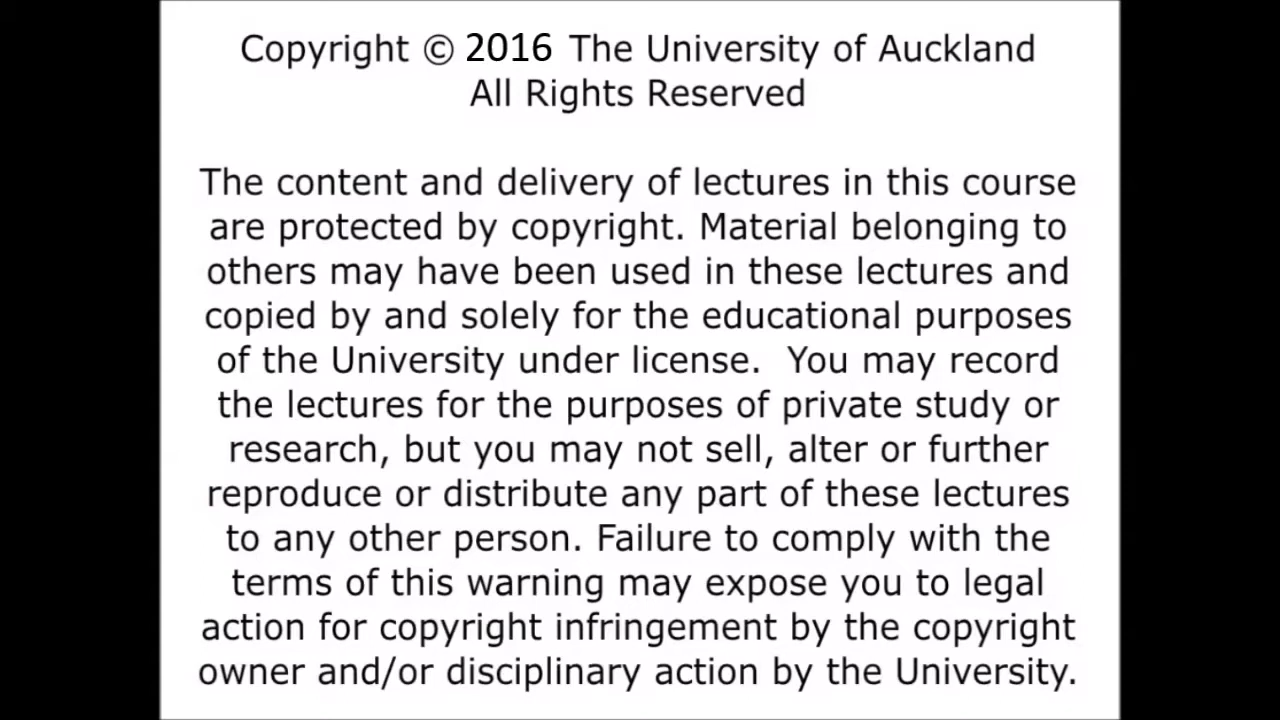 Copyright © 2016 The University of Auckland
All Rights Reserved
The content and delivery of lectures in this course
are protected by copyright. Material belonging to
others may have been used in these lectures and
copied by and solely for the educational purposes
of the University under license. You may record
the lectures for the purposes of private study or
research, but you may not sell, alter or further
reproduce or distribute any part of these lectures
to any other person. Failure to comply with the
terms of this warning may expose you to legal
action for copyright infringement by the copyright
owner and/or disciplinary action by the University.